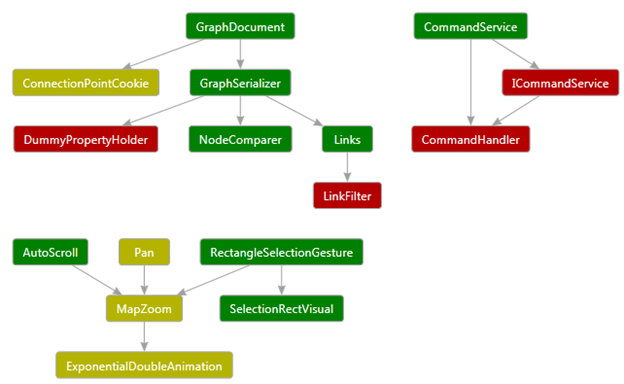 GraphDocument
CommandService
ConnectionPointCookie
GraphSerializer
ICommandService
DummyPropertyHolder
NodeComparer
Links
CommandHandler
LinkFilter
AutoScroll
Pan
RectangleSelectionGesture
MapZoom
SelectionRectVisual
ExponentialDoubleAnimation